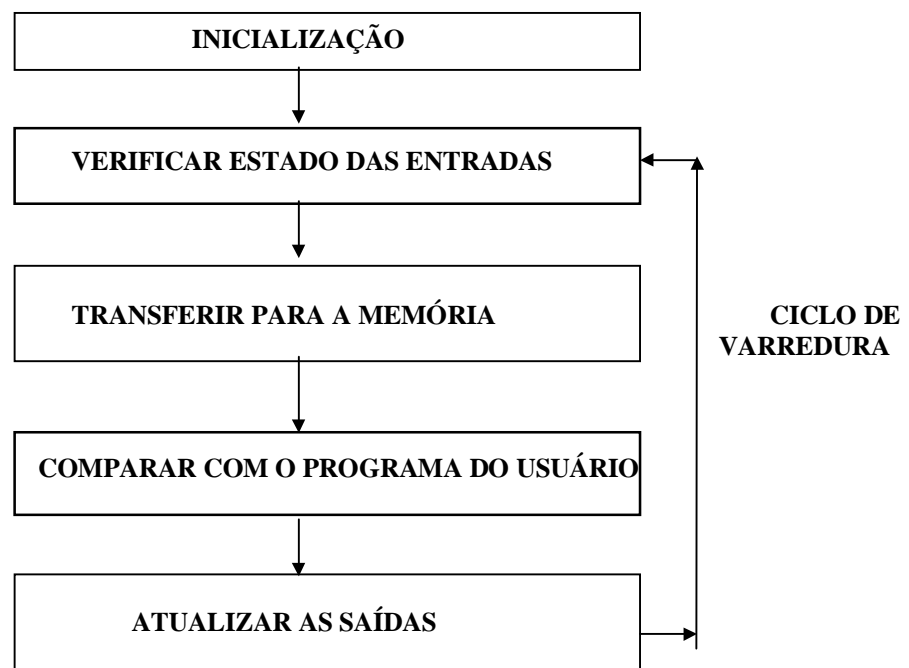 INICIALIZAÇÃO
VERIFICAR ESTADO DAS ENTRADAS
TRANSFERIR PARA A MEMÓRIA
CICLO DE
VARREDURA
COMPARAR COM O PROGRAMA DO USUÁRIO
ATUALIZAR AS SAÍDAS